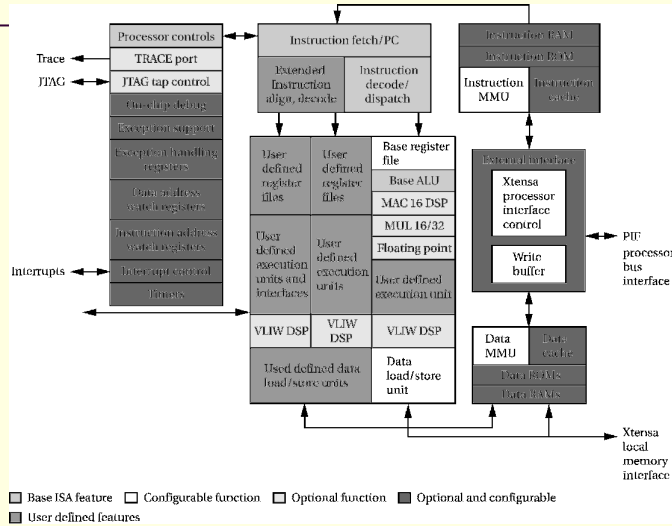 Processor controls
Trace
TRACE port
JTAG
JTAG tap control
On-chip debug
Exception support
Exception handling
registers
Data address
watch registers
Instruction address
watch registers
Interrupts
Interrupt control
Timers
Instruction fetch/PC
Extended
Instruction
align, decode
Instruction
decode/
dispatch
User
defined
register
files
User
defined
register
files
Base register
file
Base ALU
MAC 16 DSP
MUL 16/32
Floating point
User
defined
execution
units and
interfaces
User
defined
execution
units
User defined
execution unit
VLIW DSP
VLIW
DSP
VLIW DSP
Used defined data
load/store units
Data
load/store
unit
Instruction RAM
Instruction ROM
Instruction
MMU
Instruction
cache
External interface
Xtensa
processor
interface
control
Write
buffer
PIF
processor
bus
interface
Data
MMU
Data
cache
Data ROMs
Data RAMs
Xtensa
local
memory
interface
Base ISA feature
Configurable function
Optional function
Optional and configurable
User defined features